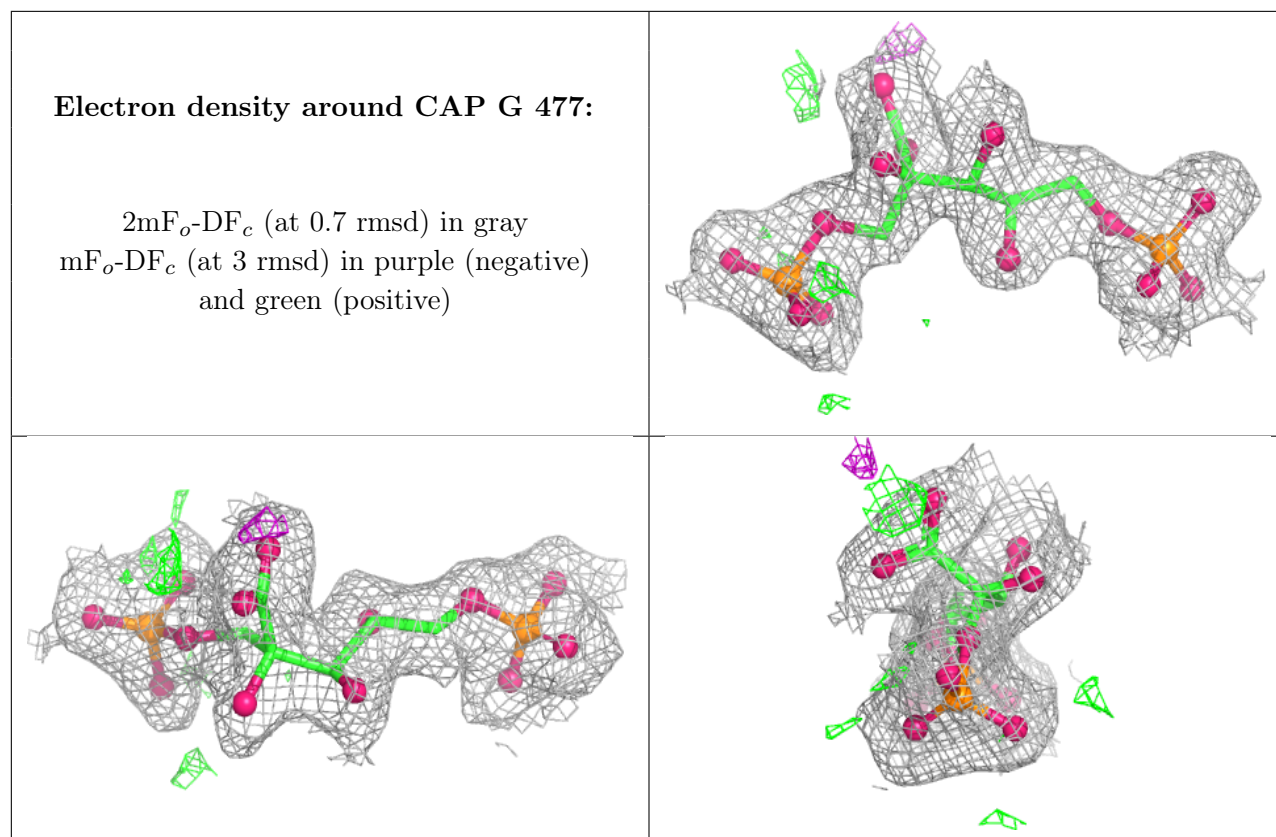 Electron density around CAP G 477:
2mFo-DFc (at 0.7 rmsd) in gray
mFo-DFc (at 3 rmsd) in purple (negative)
and green (positive)